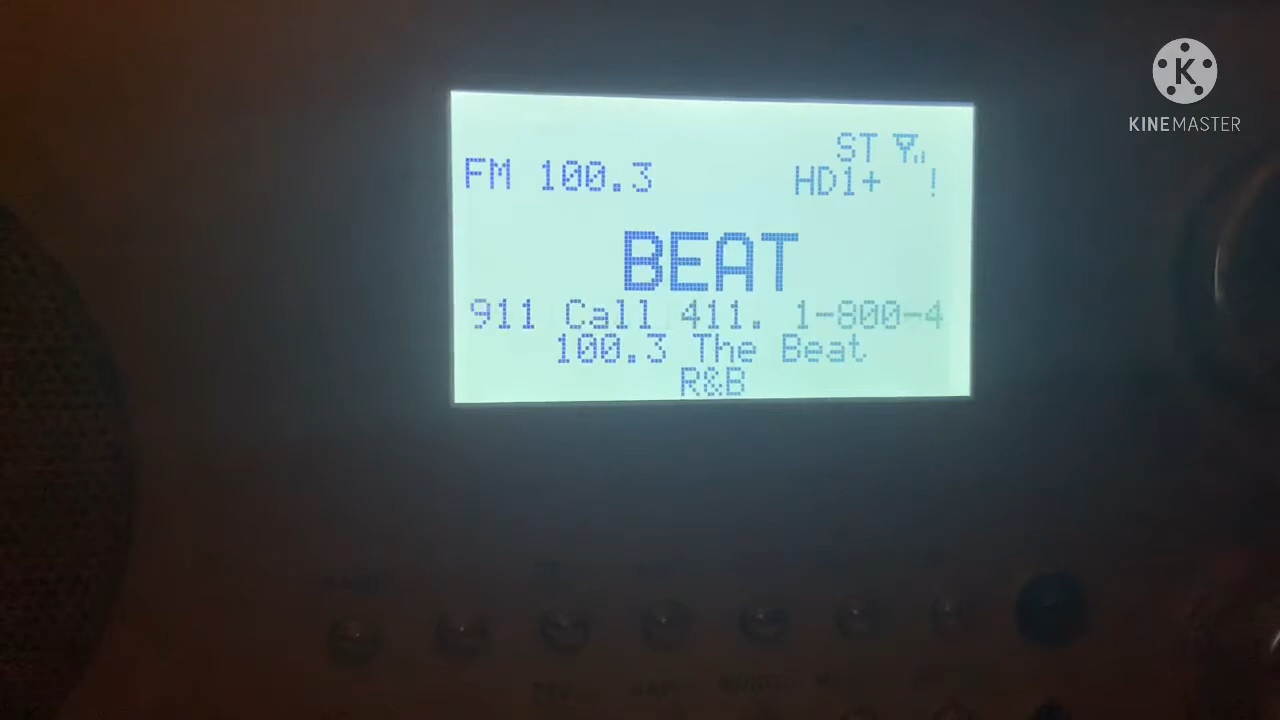 K
KINEMASTER
ST
FM 100.3
HD1+ !
BEAT
911 Call 411. 1-800-4
100.3 The Beat
R&B